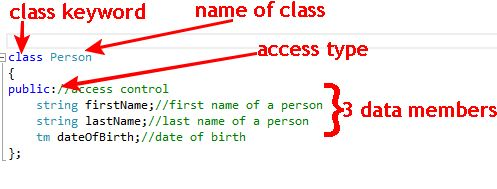 class keyword
name of class
access type
class Person
{
public://access control
string firstName;//first name of a person
string lastName;//last name of a person
tm dateOfBirth;//date of birth
};
3 data members